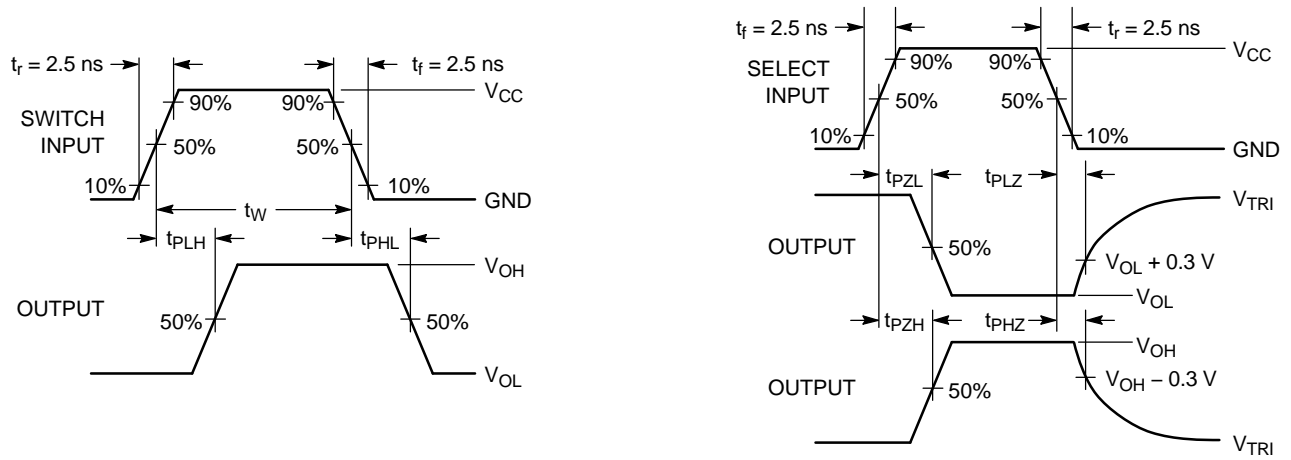 t_r = 2.5 ns
t_f = 2.5 ns
V_CC
90%
90%
SWITCH
INPUT
50%
50%
10%
10%
GND
t_W
t_PLH
t_PHL
V_OH
OUTPUT
50%
50%
V_OL
t_f = 2.5 ns
t_r = 2.5 ns
V_CC
90%
90%
SELECT
INPUT
50%
50%
10%
10%
GND
t_PZL
t_PLZ
V_TRI
OUTPUT
50%
V_OL + 0.3 V
V_OL
t_PZH
t_PHZ
V_OH
V_OH – 0.3 V
OUTPUT
50%
V_TRI